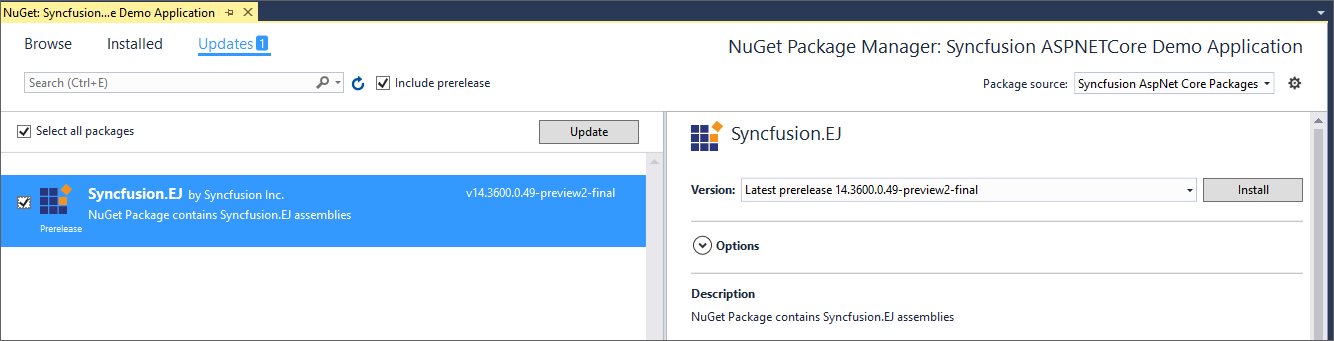 NuGet: Syncfusion...e Demo Application
Browse Installed Updates 1
NuGet Package Manager: Syncfusion ASPNETCore Demo Application
Search (Ctrl+E) Include prerelease
Package source: Syncfusion AspNet Core Packages
Select all packages Update
Syncfusion.EJ by Syncfusion Inc. v14.3600.0.49-preview2-final
NuGet Package contains Syncfusion.EJ assemblies
Prerelease
Syncfusion.EJ
Version: Latest prerelease 14.3600.0.49-preview2-final Install
Options
Description
NuGet Package contains Syncfusion.EJ assemblies